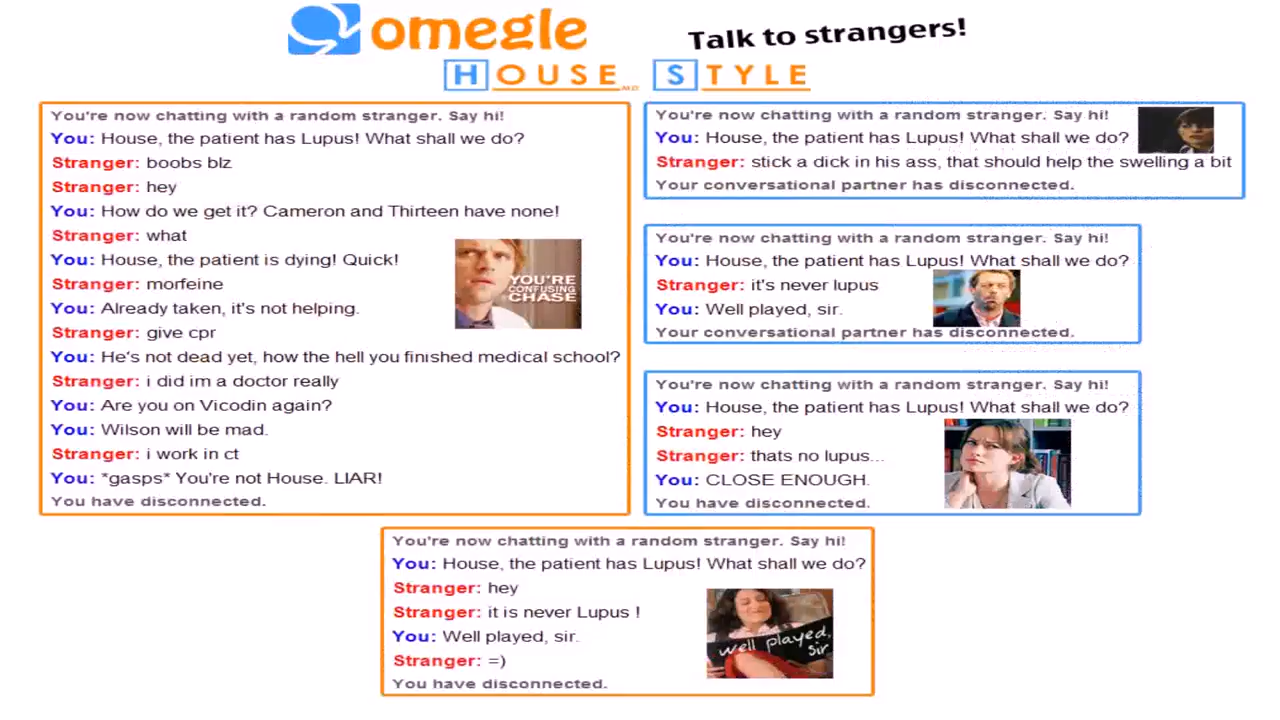 omegle
Talk to strangers!
HOUSE MD STYLE
You're now chatting with a random stranger. Say hi!
You: House, the patient has Lupus! What shall we do?
Stranger: boobs blz
Stranger: hey
You: How do we get it? Cameron and Thirteen have none!
Stranger: what
You: House, the patient is dying! Quick!
Stranger: morfeine
You: Already taken, it's not helping.
Stranger: give cpr
You: He's not dead yet, how the hell you finished medical school?
Stranger: i did im a doctor really
You: Are you on Vicodin again?
You: Wilson will be mad.
Stranger: i work in ct
You: *gasps* You're not House. LIAR!
You have disconnected.
YOU'RE
CONFUSING
CHASE
You're now chatting with a random stranger. Say hi!
You: House, the patient has Lupus! What shall we do?
Stranger: stick a dick in his ass, that should help the swelling a bit
Your conversational partner has disconnected.
You're now chatting with a random stranger. Say hi!
You: House, the patient has Lupus! What shall we do?
Stranger: it's never lupus
You: Well played, sir.
Your conversational partner has disconnected.
You're now chatting with a random stranger. Say hi!
You: House, the patient has Lupus! What shall we do?
Stranger: hey
Stranger: thats no lupus...
You: CLOSE ENOUGH.
You have disconnected.
You're now chatting with a random stranger. Say hi!
You: House, the patient has Lupus! What shall we do?
Stranger: hey
Stranger: it is never Lupus !
You: Well played, sir.
Stranger: =)
You have disconnected.
well played,
sir